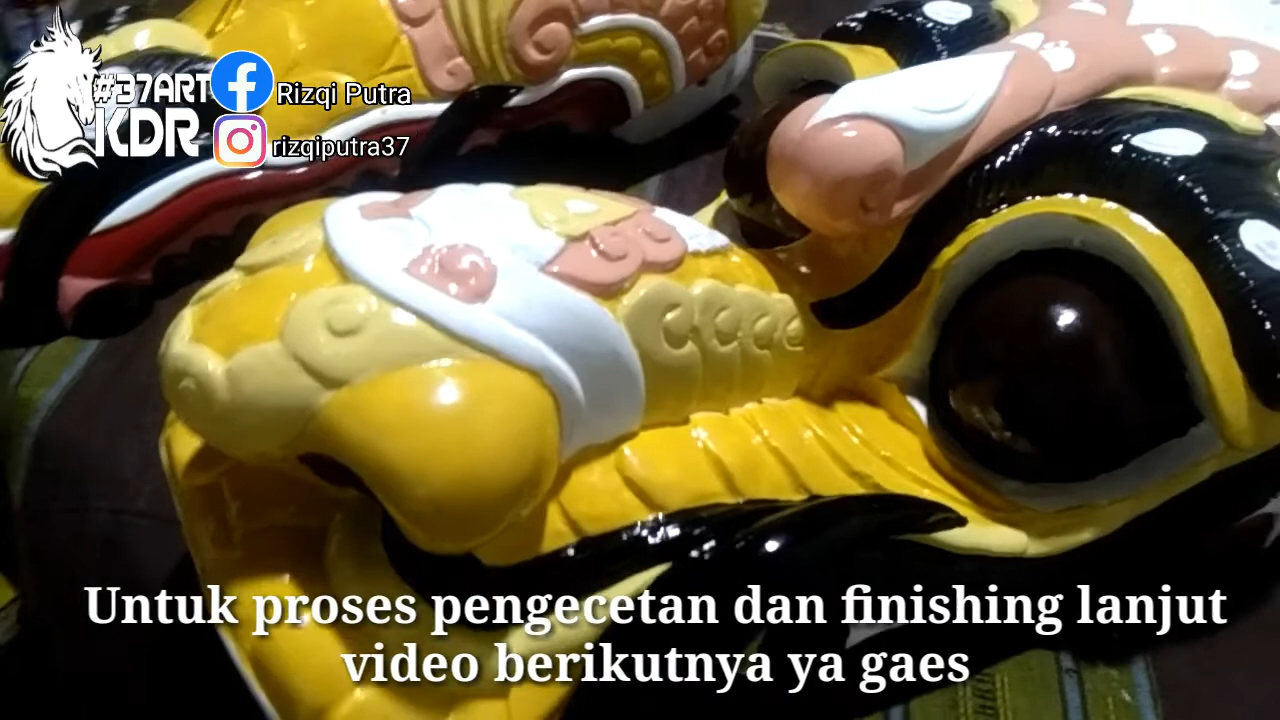 #37ART
KDR
Rizqi Putra
rizqiputra37
Untuk proses pengecetan dan finishing lanjut
video berikutnya ya gaes